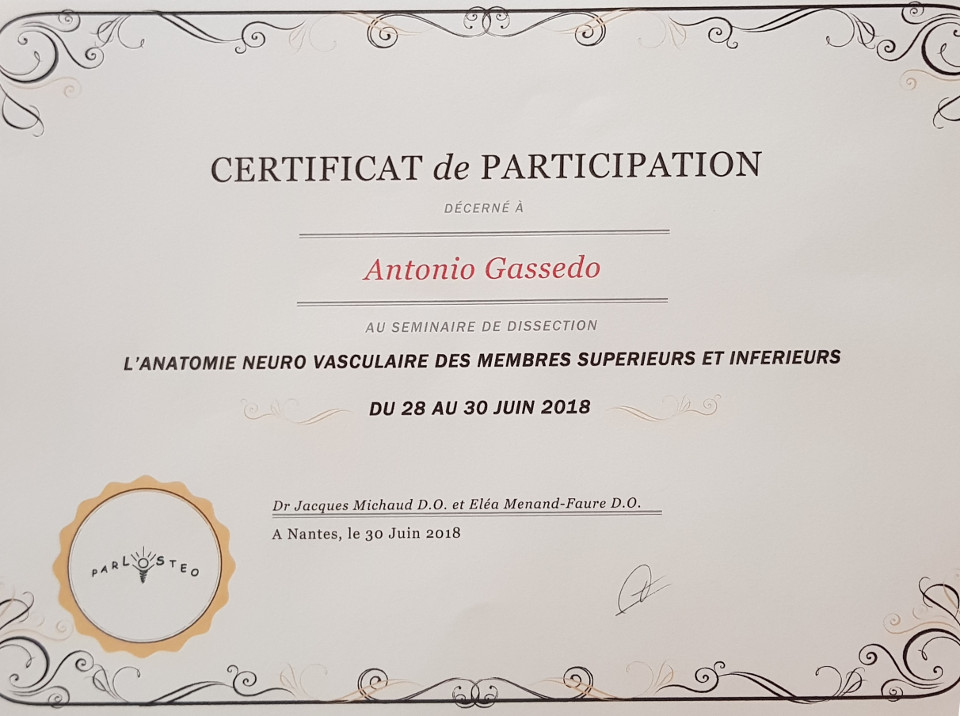 CERTIFICAT de PARTICIPATION
DÉCERNÉ À
Antonio Gassedo
AU SEMINAIRE DE DISSECTION
L'ANATOMIE NEURO VASCULAIRE DES MEMBRES SUPERIEURS ET INFERIEURS
DU 28 AU 30 JUIN 2018
Dr Jacques Michaud D.O. et Eléa Menand-Faure D.O.
A Nantes, le 30 Juin 2018
PARLOSTEO